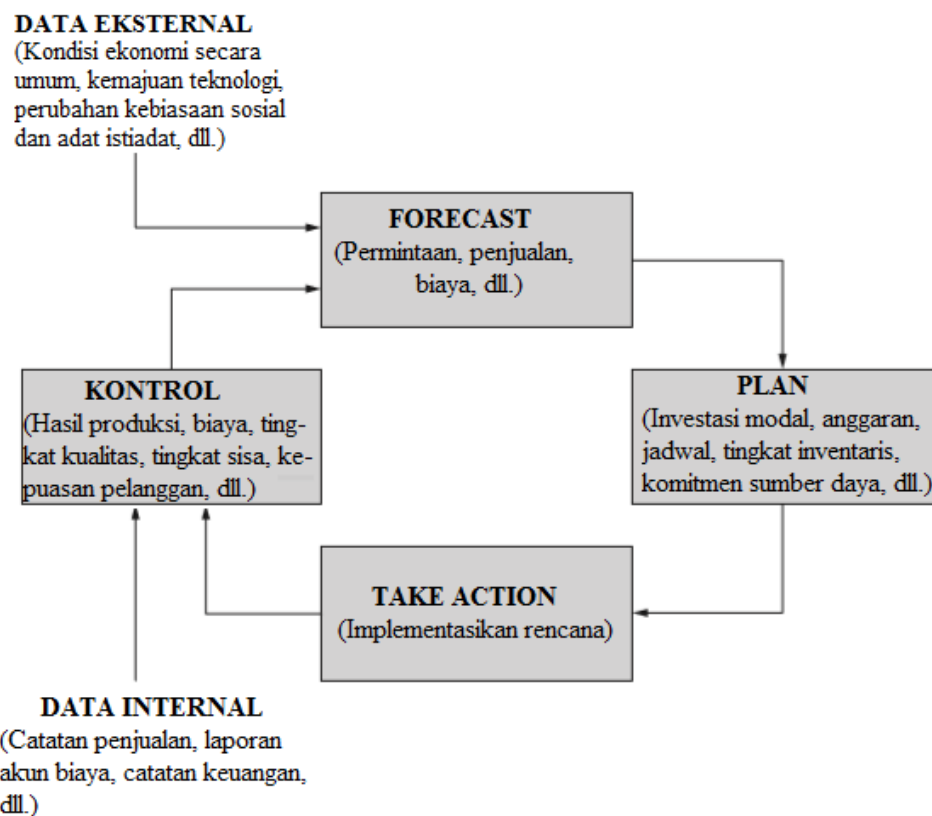 DATA EKSTERNAL
(Kondisi ekonomi secara
umum, kemajuan teknologi,
perubahan kebiasaan sosial
dan adat istiadat, dll.)
FORECAST
(Permintaan, penjualan,
biaya, dll.)
KONTROL
(Hasil produksi, biaya, ting-
kat kualitas, tingkat sisa, ke-
puasan pelanggan, dll.)
PLAN
(Investasi modal, anggaran,
jadwal, tingkat inventaris,
komitmen sumber daya, dll.)
TAKE ACTION
(Implementasikan rencana)
DATA INTERNAL
(Catatan penjualan, laporan
akun biaya, catatan keuangan,
dll.)